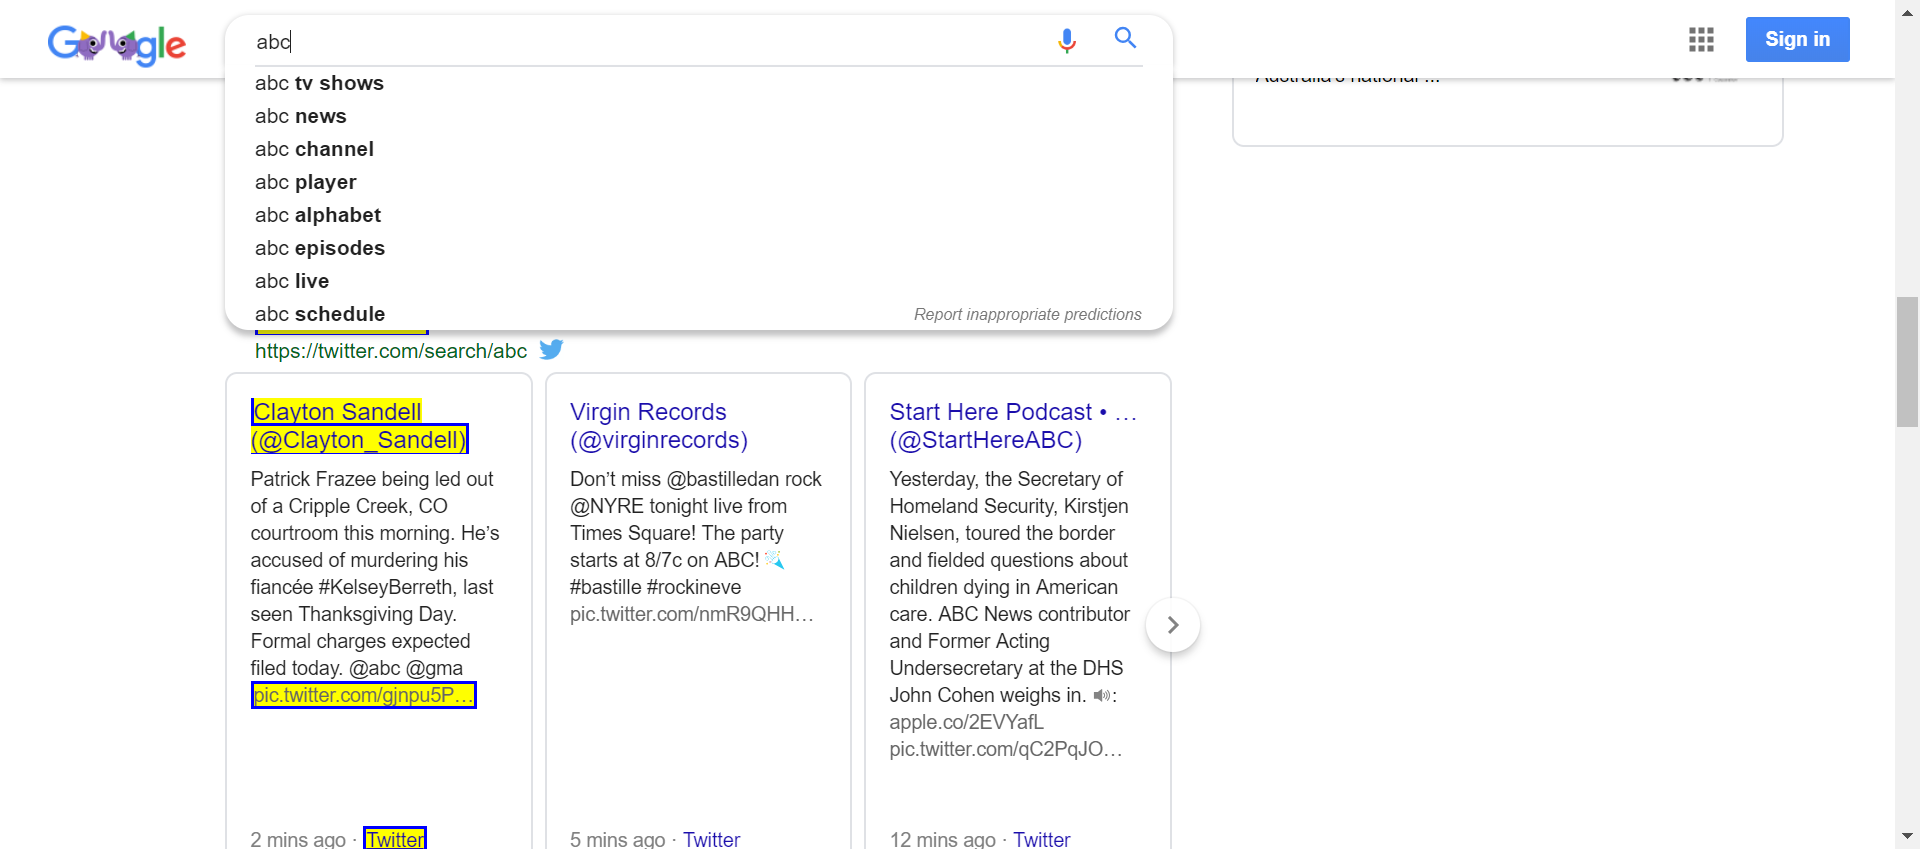 Google
abc
Sign in
abc tv shows
abc news
abc channel
abc player
abc alphabet
abc episodes
abc live
abc schedule
Report inappropriate predictions
Australia's national ...
https://twitter.com/search/abc
Clayton Sandell
(@Clayton_Sandell)
Patrick Frazee being led out
of a Cripple Creek, CO
courtroom this morning. He’s
accused of murdering his
fiancée #KelseyBerreth, last
seen Thanksgiving Day.
Formal charges expected
filed today. @abc @gma
pic.twitter.com/gjnpu5P…
2 mins ago · Twitter
Virgin Records
(@virginrecords)
Don’t miss @bastilledan rock
@NYRE tonight live from
Times Square! The party
starts at 8/7c on ABC! 🎉
#bastille #rockineve
pic.twitter.com/nmR9QHH…
5 mins ago · Twitter
Start Here Podcast • …
(@StartHereABC)
Yesterday, the Secretary of
Homeland Security, Kirstjen
Nielsen, toured the border
and fielded questions about
children dying in American
care. ABC News contributor
and Former Acting
Undersecretary at the DHS
John Cohen weighs in. 🔊:
apple.co/2EVYafL
pic.twitter.com/qC2PqJO…
12 mins ago · Twitter